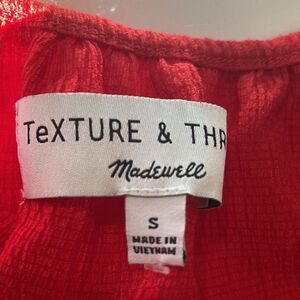 TeXTURE & THR
Madewell
S
MADE IN
VIETNAM